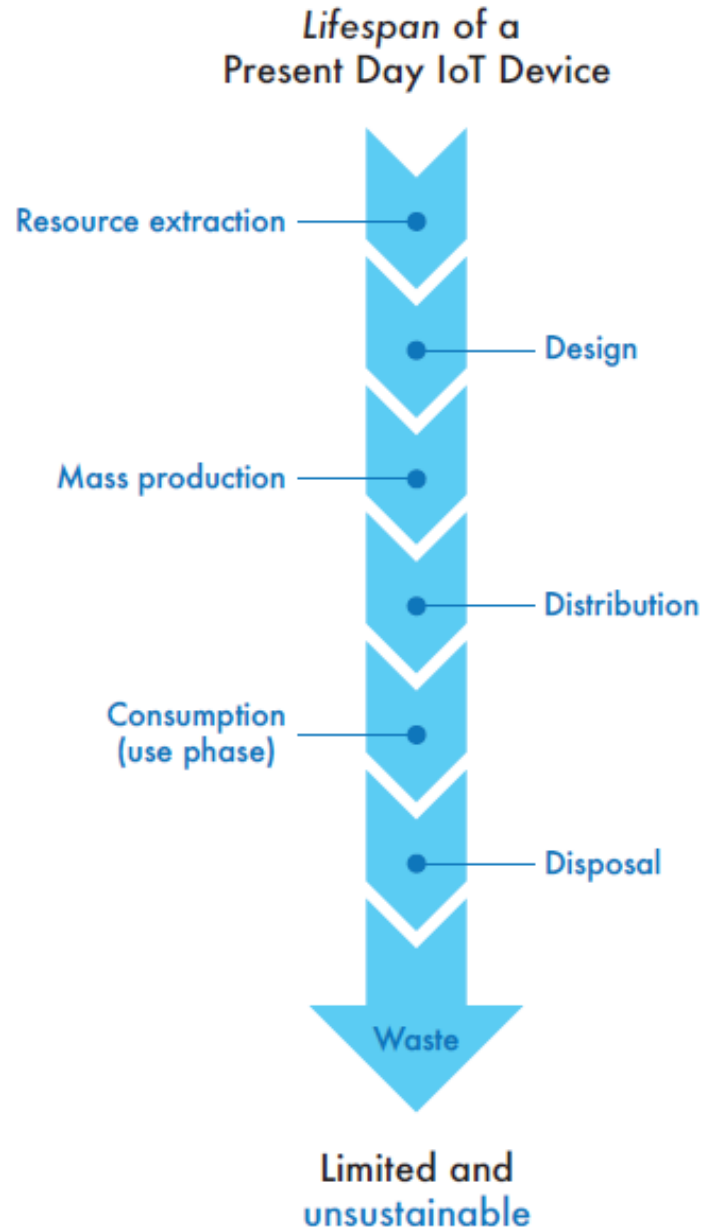 Lifespan of a
Present Day IoT Device
Resource extraction
Design
Mass production
Distribution
Consumption
(use phase)
Disposal
Waste
Limited and
unsustainable